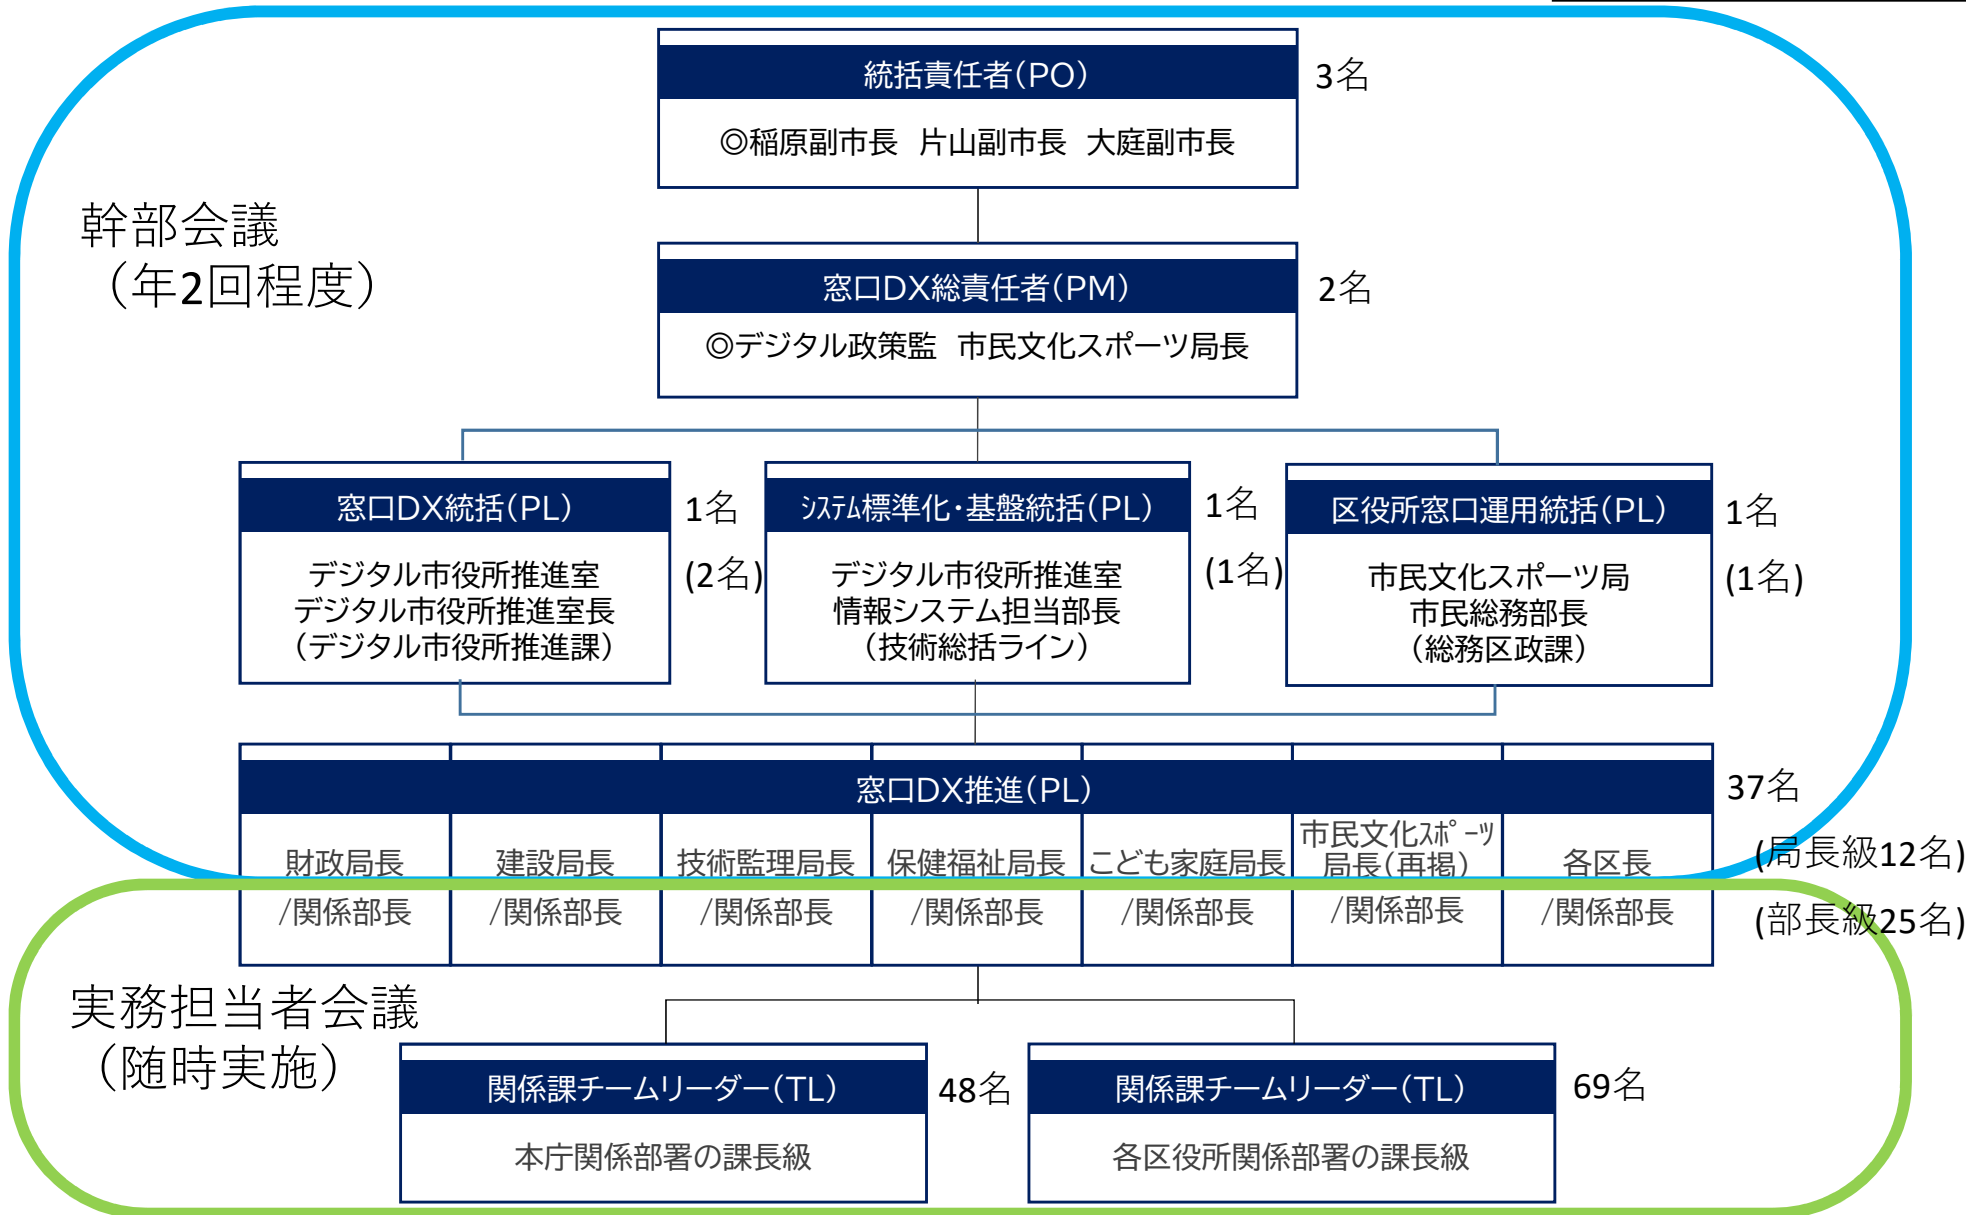 統括責任者(PO)
3名
◎稲原副市長 片山副市長 大庭副市長
幹部会議
（年2回程度）
窓口DX総責任者(PM)
2名
◎デジタル政策監 市民文化スポーツ局長
窓口DX統括(PL)
1名
(2名)
デジタル市役所推進室
デジタル市役所推進室長
（デジタル市役所推進課）
ｼｽﾃﾑ標準化・基盤統括(PL)
1名
(1名)
デジタル市役所推進室
情報システム担当部長
（技術総括ライン）
区役所窓口運用統括(PL)
1名
(1名)
市民文化スポーツ局
市民総務部長
（総務区政課）
窓口DX推進(PL)
37名
(局長級12名)
(部長級25名)
財政局長
/関係部長
建設局長
/関係部長
技術監理局長
/関係部長
保健福祉局長
/関係部長
こども家庭局長
/関係部長
市民文化ｽﾎﾟｰﾂ
局長(再掲)
/関係部長
各区長
/関係部長
実務担当者会議
（随時実施）
関係課チームリーダー(TL)
48名
本庁関係部署の課長級
関係課チームリーダー(TL)
69名
各区役所関係部署の課長級